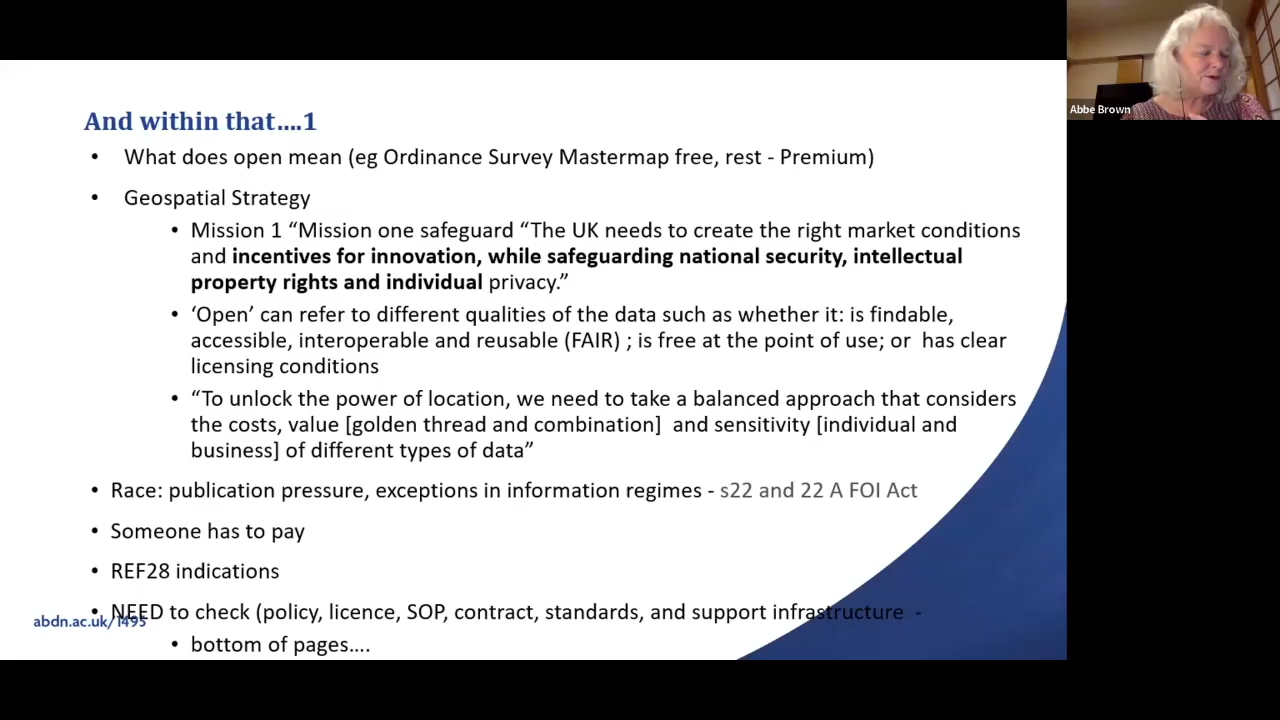 And within that….1
• What does open mean (eg Ordinance Survey Mastermap free, rest - Premium)
• Geospatial Strategy
• Mission 1 “Mission one safeguard “The UK needs to create the right market conditions
and incentives for innovation, while safeguarding national security, intellectual
property rights and individual privacy.”
• ‘Open’ can refer to different qualities of the data such as whether it: is findable,
accessible, interoperable and reusable (FAIR) ; is free at the point of use; or has clear
licensing conditions
• “To unlock the power of location, we need to take a balanced approach that considers
the costs, value [golden thread and combination] and sensitivity [individual and
business] of different types of data”
• Race: publication pressure, exceptions in information regimes - s22 and 22 A FOI Act
• Someone has to pay
• REF28 indications
• NEED to check (policy, licence, SOP, contract, standards, and support infrastructure -
abdn.ac.uk/1495
• bottom of pages….
Abbe Brown